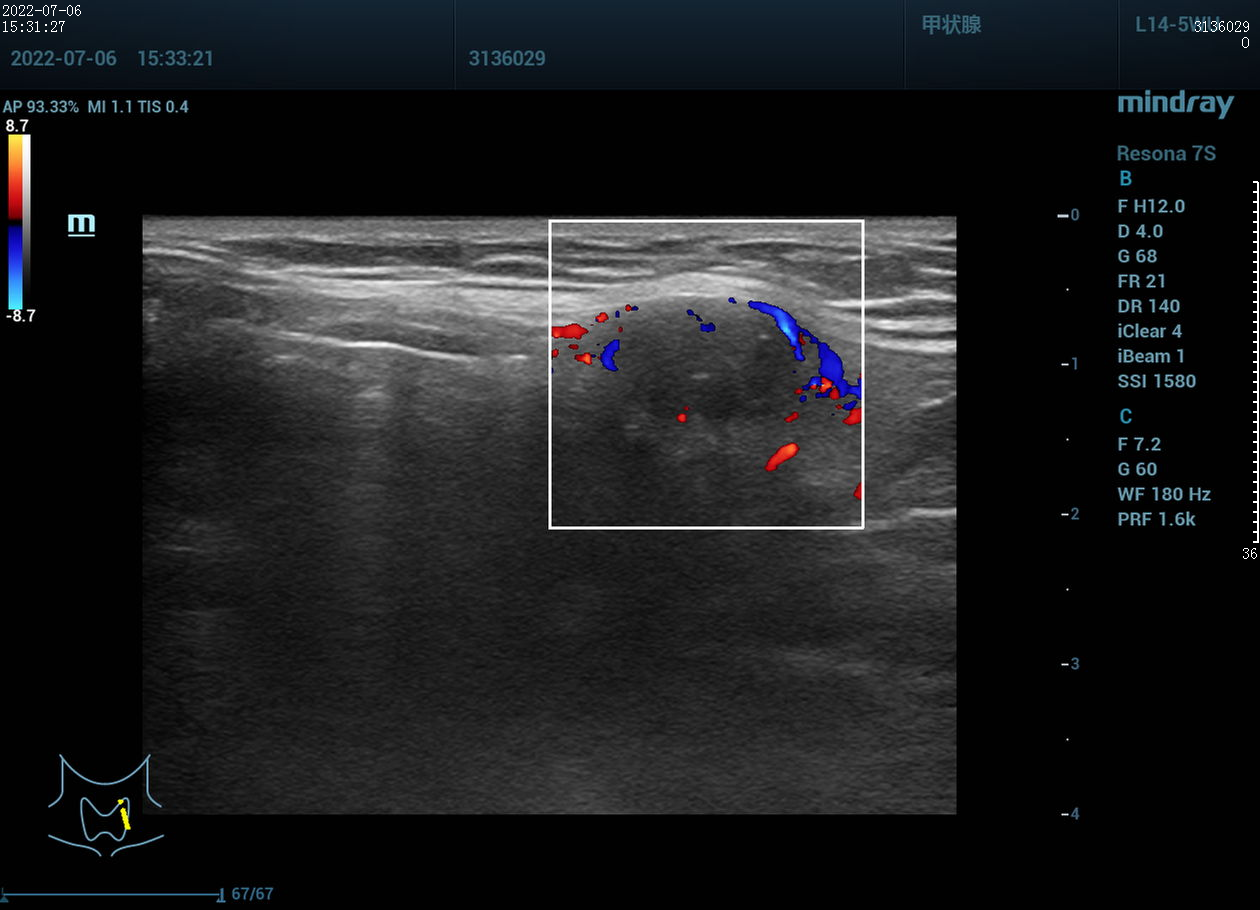 2022-07-06
15:31:27
甲状腺
3136029
0
2022-07-06 15:33:21
3136029
AP 93.33% MI 1.1 TIS 0.4
mindray
8.7
-8.7
m
Resona 7S
B
F H12.0
D 4.0
G 68
FR 21
DR 140
iClear 4
iBeam 1
SSI 1580
C
F 7.2
G 60
WF 180 Hz
PRF 1.6k
0
1
2
3
4
36
67/67